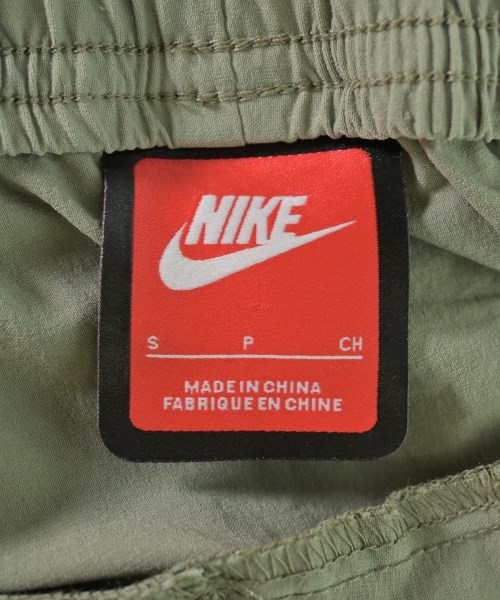 NIKE
S P CH
MADE IN CHINA
FABRIQUE EN CHINE